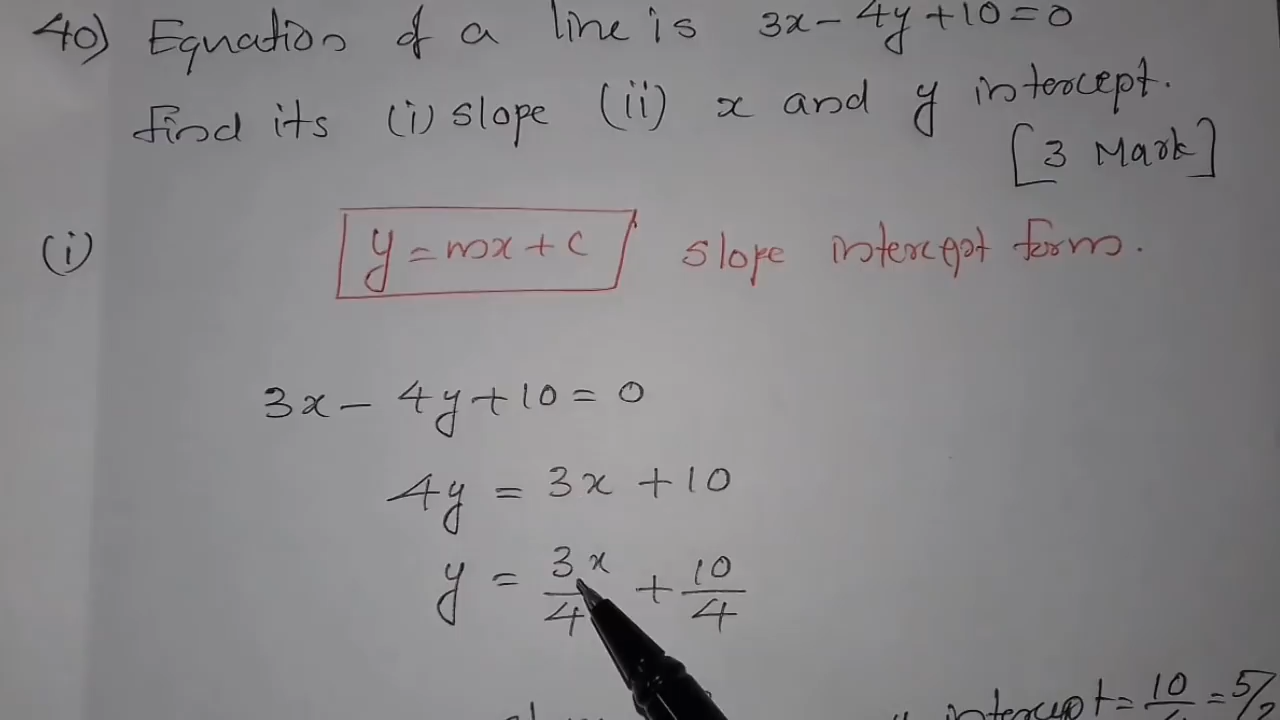 40) Equation of a line is 3x - 4y + 10 = 0
find its (i) slope (ii) x and y intercept.
[3 Mark]
(i) y = mx + c slope intercept form.
3x - 4y + 10 = 0
4y = 3x + 10
y = 3x/4 + 10/4
intercept = 10/4 = 5/2